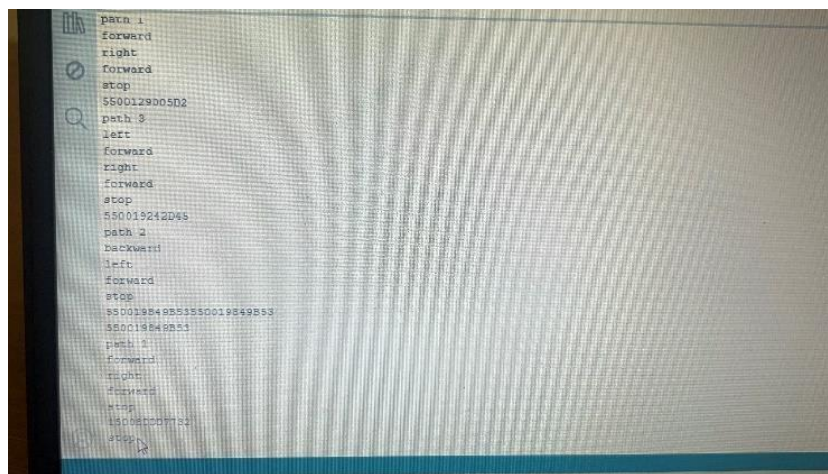 path 1
forward
right
forward
stop
5500129D05D2
path 3
left
forward
right
forward
stop
550019242D45
path 2
backward
left
forward
stop
550019849B53550019849B53
550019849B53
path 1
forward
right
forward
stop
stop